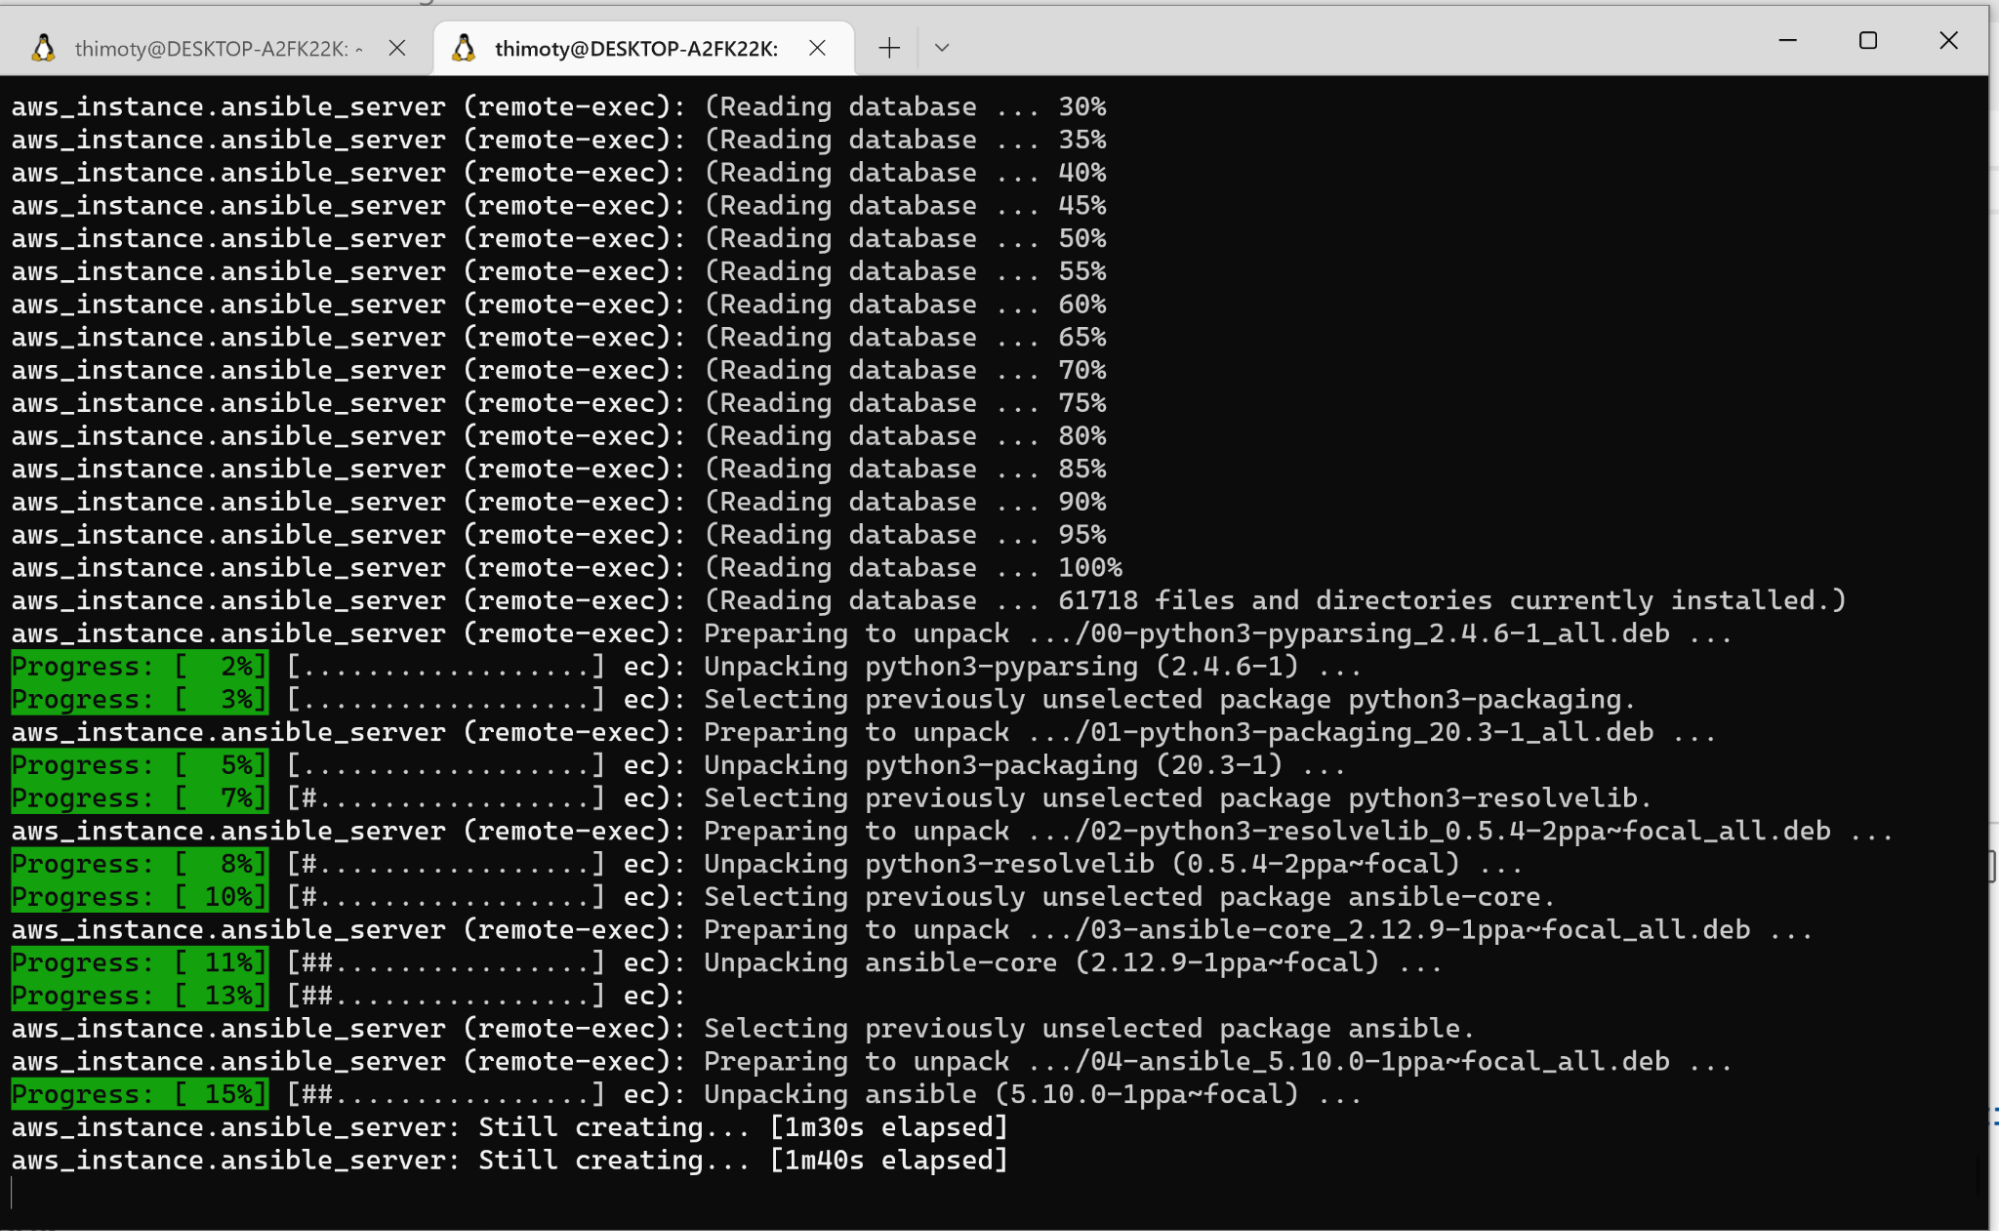 thimoty@DESKTOP-A2FK22K: ~
thimoty@DESKTOP-A2FK22K:
aws_instance.ansible_server (remote-exec): (Reading database ... 30%
aws_instance.ansible_server (remote-exec): (Reading database ... 35%
aws_instance.ansible_server (remote-exec): (Reading database ... 40%
aws_instance.ansible_server (remote-exec): (Reading database ... 45%
aws_instance.ansible_server (remote-exec): (Reading database ... 50%
aws_instance.ansible_server (remote-exec): (Reading database ... 55%
aws_instance.ansible_server (remote-exec): (Reading database ... 60%
aws_instance.ansible_server (remote-exec): (Reading database ... 65%
aws_instance.ansible_server (remote-exec): (Reading database ... 70%
aws_instance.ansible_server (remote-exec): (Reading database ... 75%
aws_instance.ansible_server (remote-exec): (Reading database ... 80%
aws_instance.ansible_server (remote-exec): (Reading database ... 85%
aws_instance.ansible_server (remote-exec): (Reading database ... 90%
aws_instance.ansible_server (remote-exec): (Reading database ... 95%
aws_instance.ansible_server (remote-exec): (Reading database ... 100%
aws_instance.ansible_server (remote-exec): (Reading database ... 61718 files and directories currently installed.)
aws_instance.ansible_server (remote-exec): Preparing to unpack .../00-python3-pyparsing_2.4.6-1_all.deb ...
Progress: [  2%] [..................] ec): Unpacking python3-pyparsing (2.4.6-1) ...
Progress: [  3%] [..................] ec): Selecting previously unselected package python3-packaging.
aws_instance.ansible_server (remote-exec): Preparing to unpack .../01-python3-packaging_20.3-1_all.deb ...
Progress: [  5%] [..................] ec): Unpacking python3-packaging (20.3-1) ...
Progress: [  7%] [#.................] ec): Selecting previously unselected package python3-resolvelib.
aws_instance.ansible_server (remote-exec): Preparing to unpack .../02-python3-resolvelib_0.5.4-2ppa~focal_all.deb ...
Progress: [  8%] [#.................] ec): Unpacking python3-resolvelib (0.5.4-2ppa~focal) ...
Progress: [ 10%] [#.................] ec): Selecting previously unselected package ansible-core.
aws_instance.ansible_server (remote-exec): Preparing to unpack .../03-ansible-core_2.12.9-1ppa~focal_all.deb ...
Progress: [ 11%] [##................] ec): Unpacking ansible-core (2.12.9-1ppa~focal) ...
Progress: [ 13%] [##................] ec):
aws_instance.ansible_server (remote-exec): Selecting previously unselected package ansible.
aws_instance.ansible_server (remote-exec): Preparing to unpack .../04-ansible_5.10.0-1ppa~focal_all.deb ...
Progress: [ 15%] [##................] ec): Unpacking ansible (5.10.0-1ppa~focal) ...
aws_instance.ansible_server: Still creating... [1m30s elapsed]
aws_instance.ansible_server: Still creating... [1m40s elapsed]